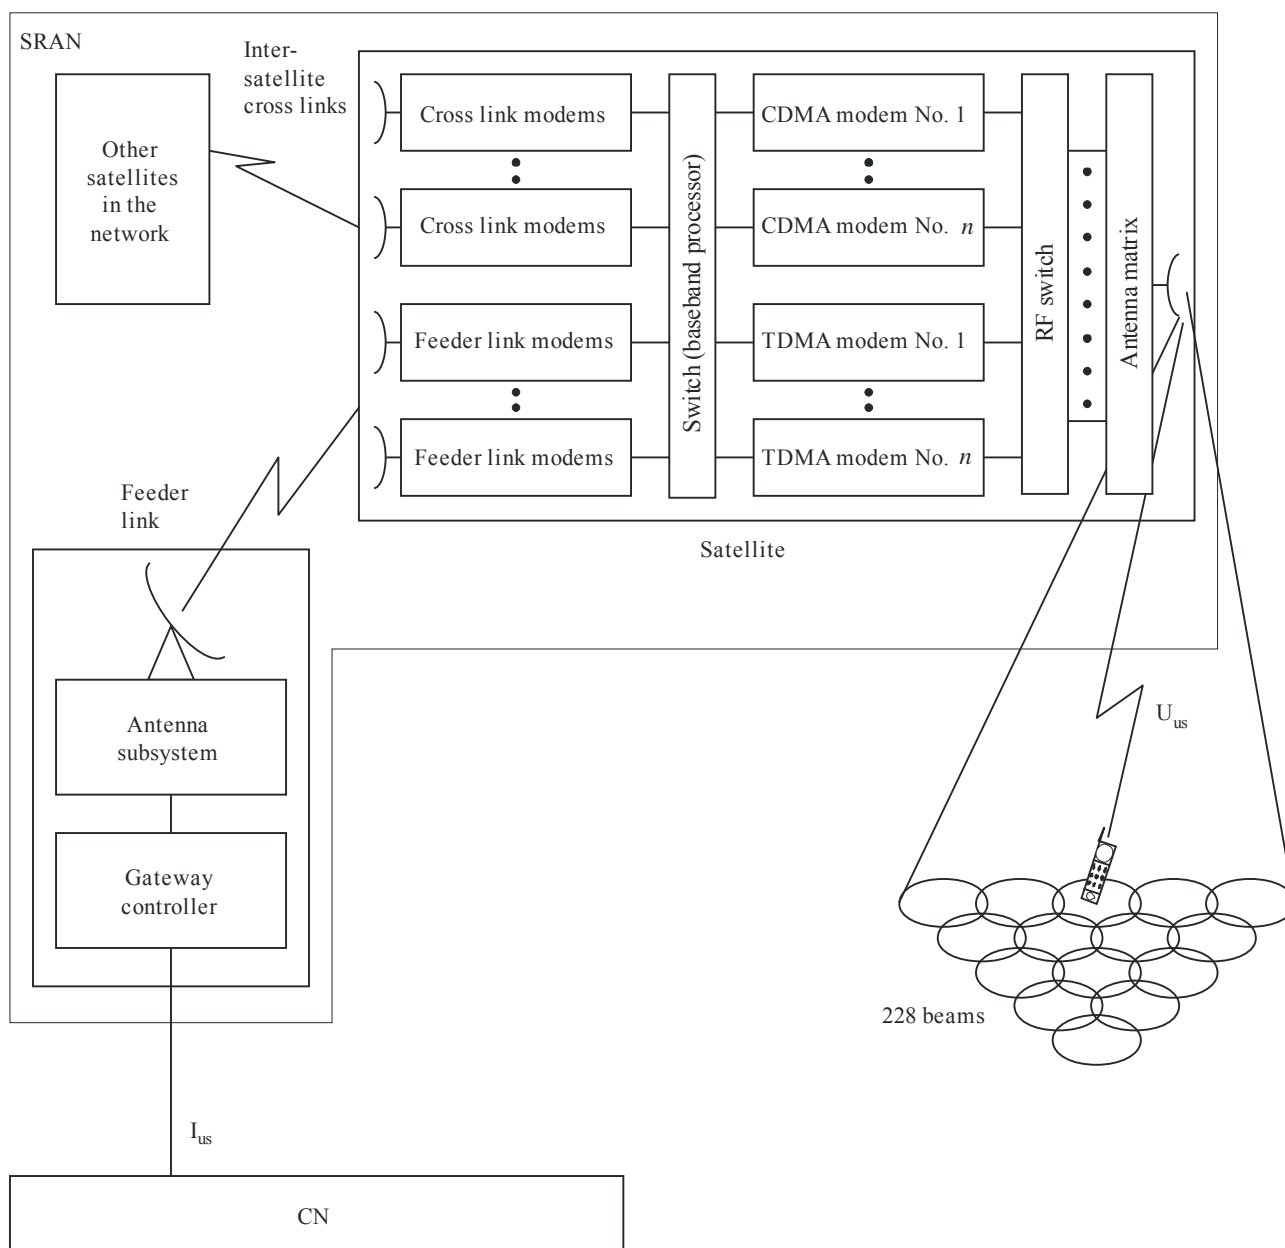 SRAN
Inter-
satellite
cross links
Other
satellites
in the
network
Cross link modems
Cross link modems
Feeder link modems
Feeder link modems
Switch (baseband processor)
CDMA modem No. 1
CDMA modem No. n
TDMA modem No. 1
TDMA modem No. n
RF switch
Antenna matrix
Satellite
Feeder
link
Antenna
subsystem
Gateway
controller
U_us
228 beams
I_us
CN